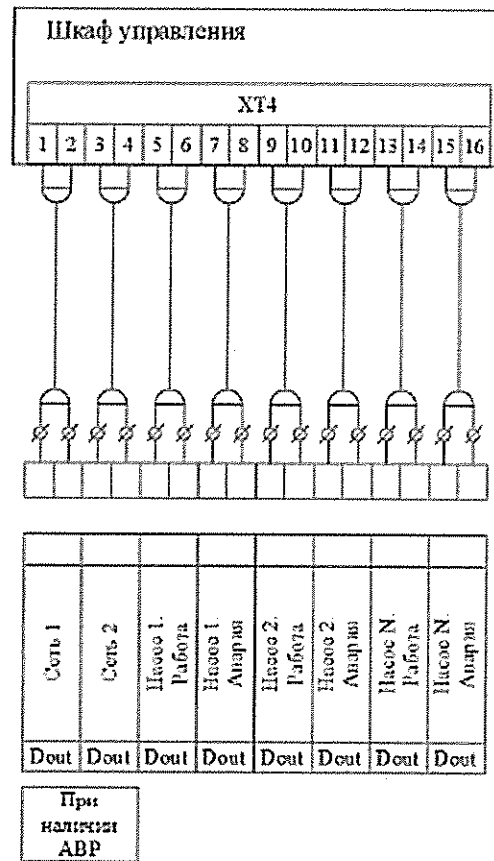 Шкаф управления
XT4
1 2 3 4 5 6 7 8 9 10 11 12 13 14 15 16
Сеть 1
Сеть 2
Насос 1.
Работа
Насос 1.
Авария
Насос 2.
Работа
Насос 2
Авария
Насос N.
Работа
Насос N.
Авария
Dout Dout Dout Dout Dout Dout Dout Dout
При
наличии
АВР